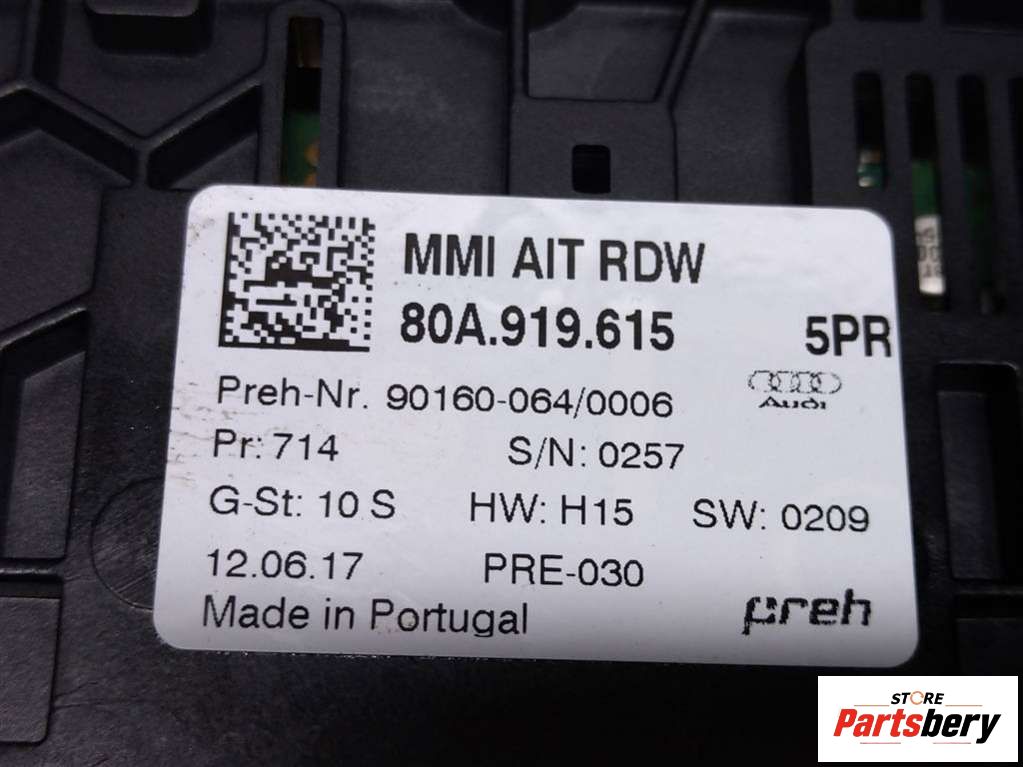 MMI AIT RDW
80A.919.615 5PR
Preh-Nr. 90160-064/0006 Audi
Pr: 714 S/N: 0257
G-St: 10 S HW: H15 SW: 0209
12.06.17 PRE-030
Made in Portugal preh
STORE
Partsbery